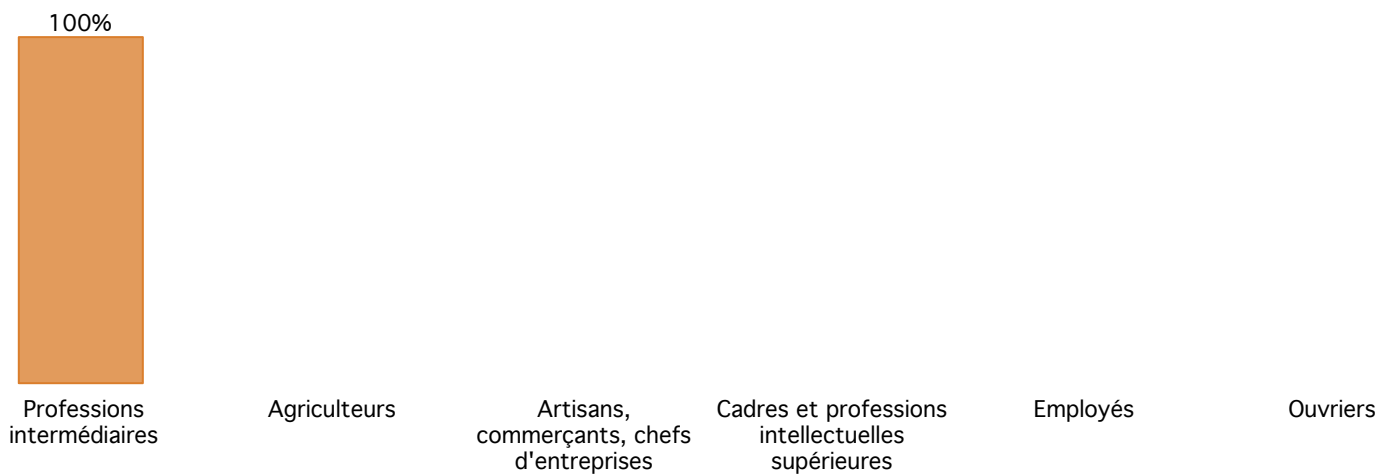 100%
Professions
intermédiaires
Agriculteurs
Artisans,
commerçants, chefs
d'entreprises
Cadres et professions
intellectuelles
supérieures
Employés
Ouvriers